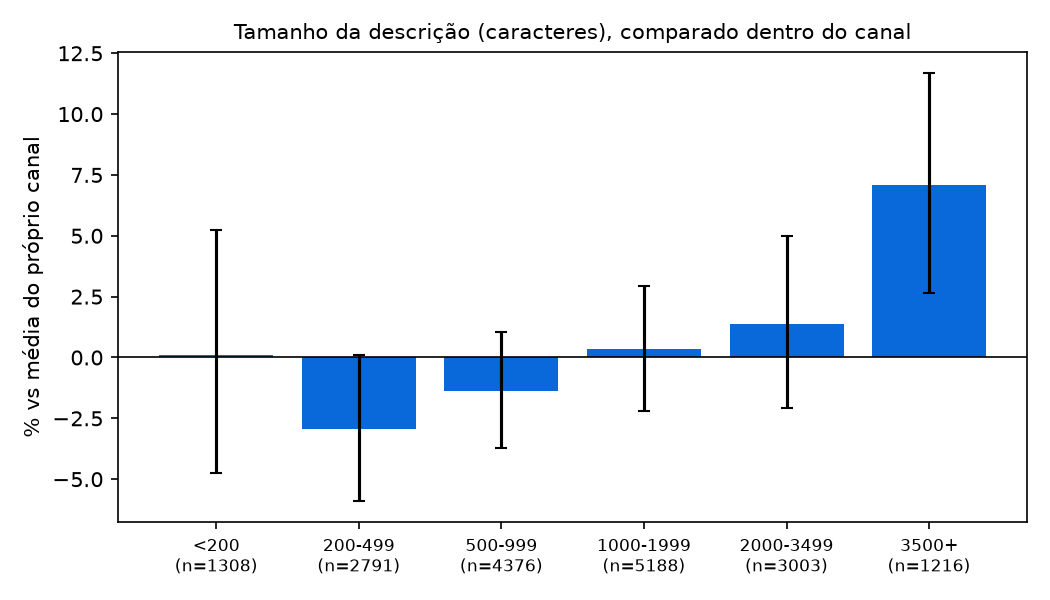 Tamanho da descrição (caracteres), comparado dentro do canal
% vs média do próprio canal
12.5
10.0
7.5
5.0
2.5
0.0
−2.5
−5.0
<200 200-499 500-999 1000-1999 2000-3499 3500+
(n=1308) (n=2791) (n=4376) (n=5188) (n=3003) (n=1216)